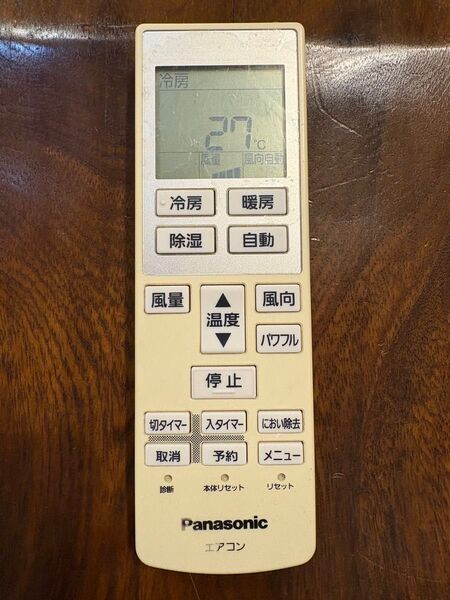 冷房
27℃
風量 風向自動
冷房 暖房
除湿 自動
風量 ▲ 温度 ▼ 風向
パワフル
停止
切タイマー 入タイマー におい除去
取消 予約 メニュー
診断 本体リセット リセット
Panasonic
エアコン